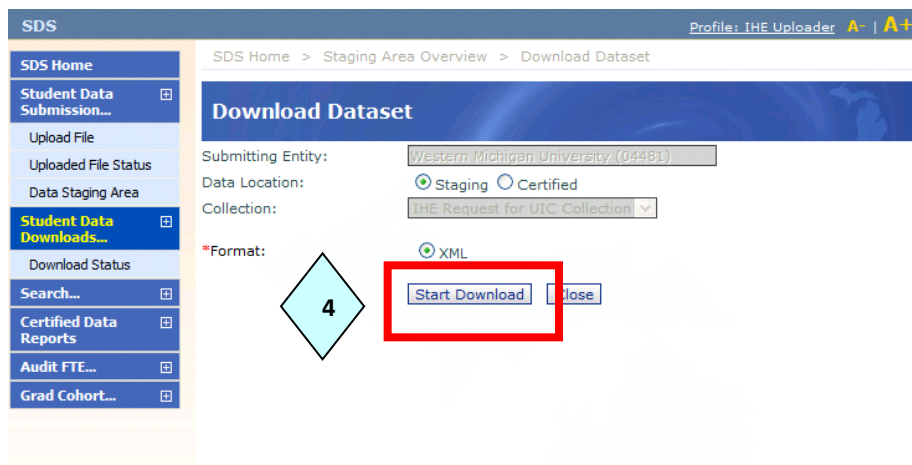 SDS
Profile: IHE Uploader A- | A+
SDS Home > Staging Area Overview > Download Dataset
SDS Home
Student Data
Submission...
Upload File
Uploaded File Status
Data Staging Area
Student Data
Downloads...
Download Status
Search...
Certified Data
Reports
Audit FTE...
Grad Cohort...
Download Dataset
Submitting Entity: Western Michigan University (04481)
Data Location: Staging Certified
Collection: IHE Request for UIC Collection
*Format: XML
4
Start Download Close